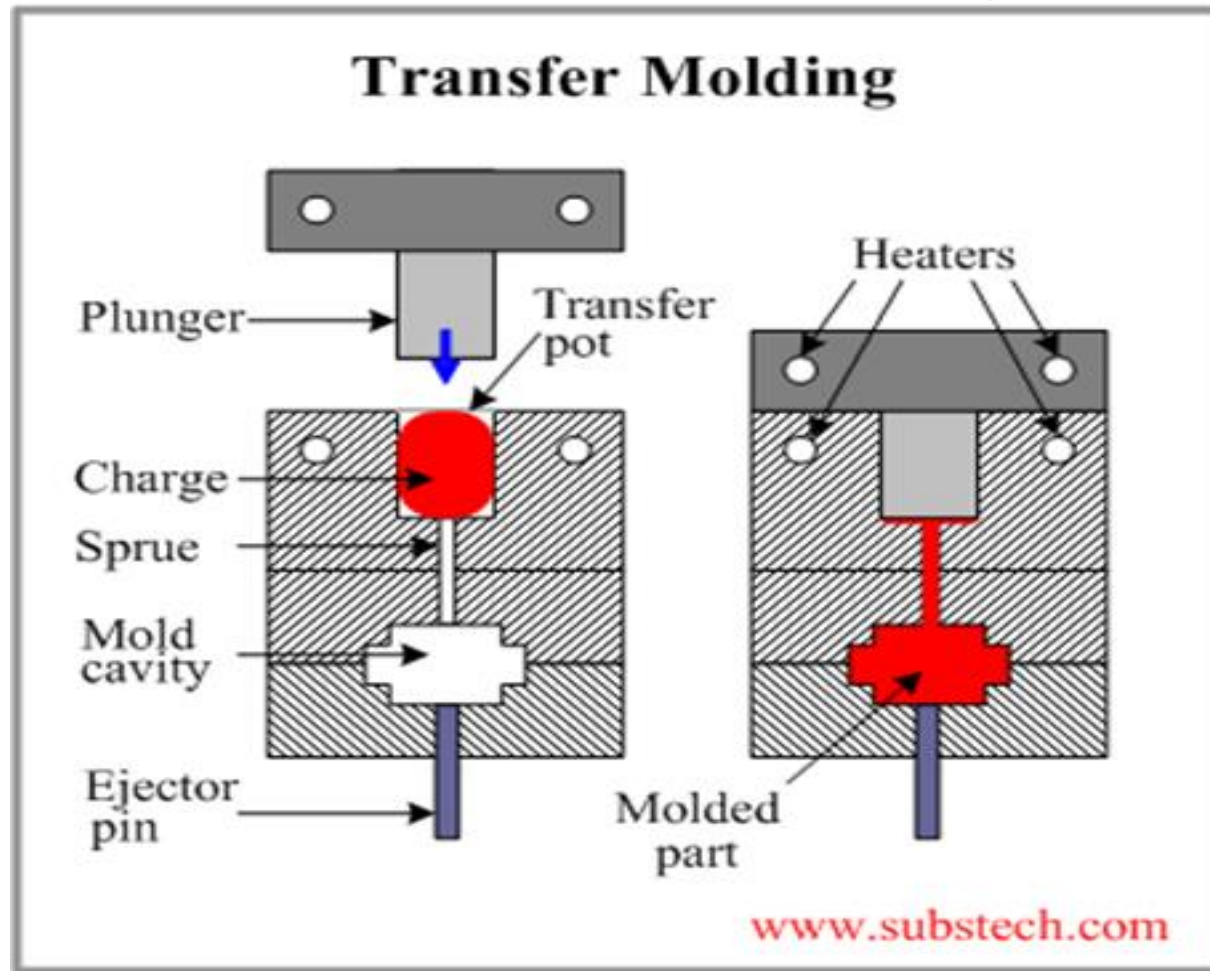 Transfer Molding
Plunger
Transfer
pot
Charge
Sprue
Mold
cavity
Ejector
pin
Heaters
Molded
part
www.substech.com